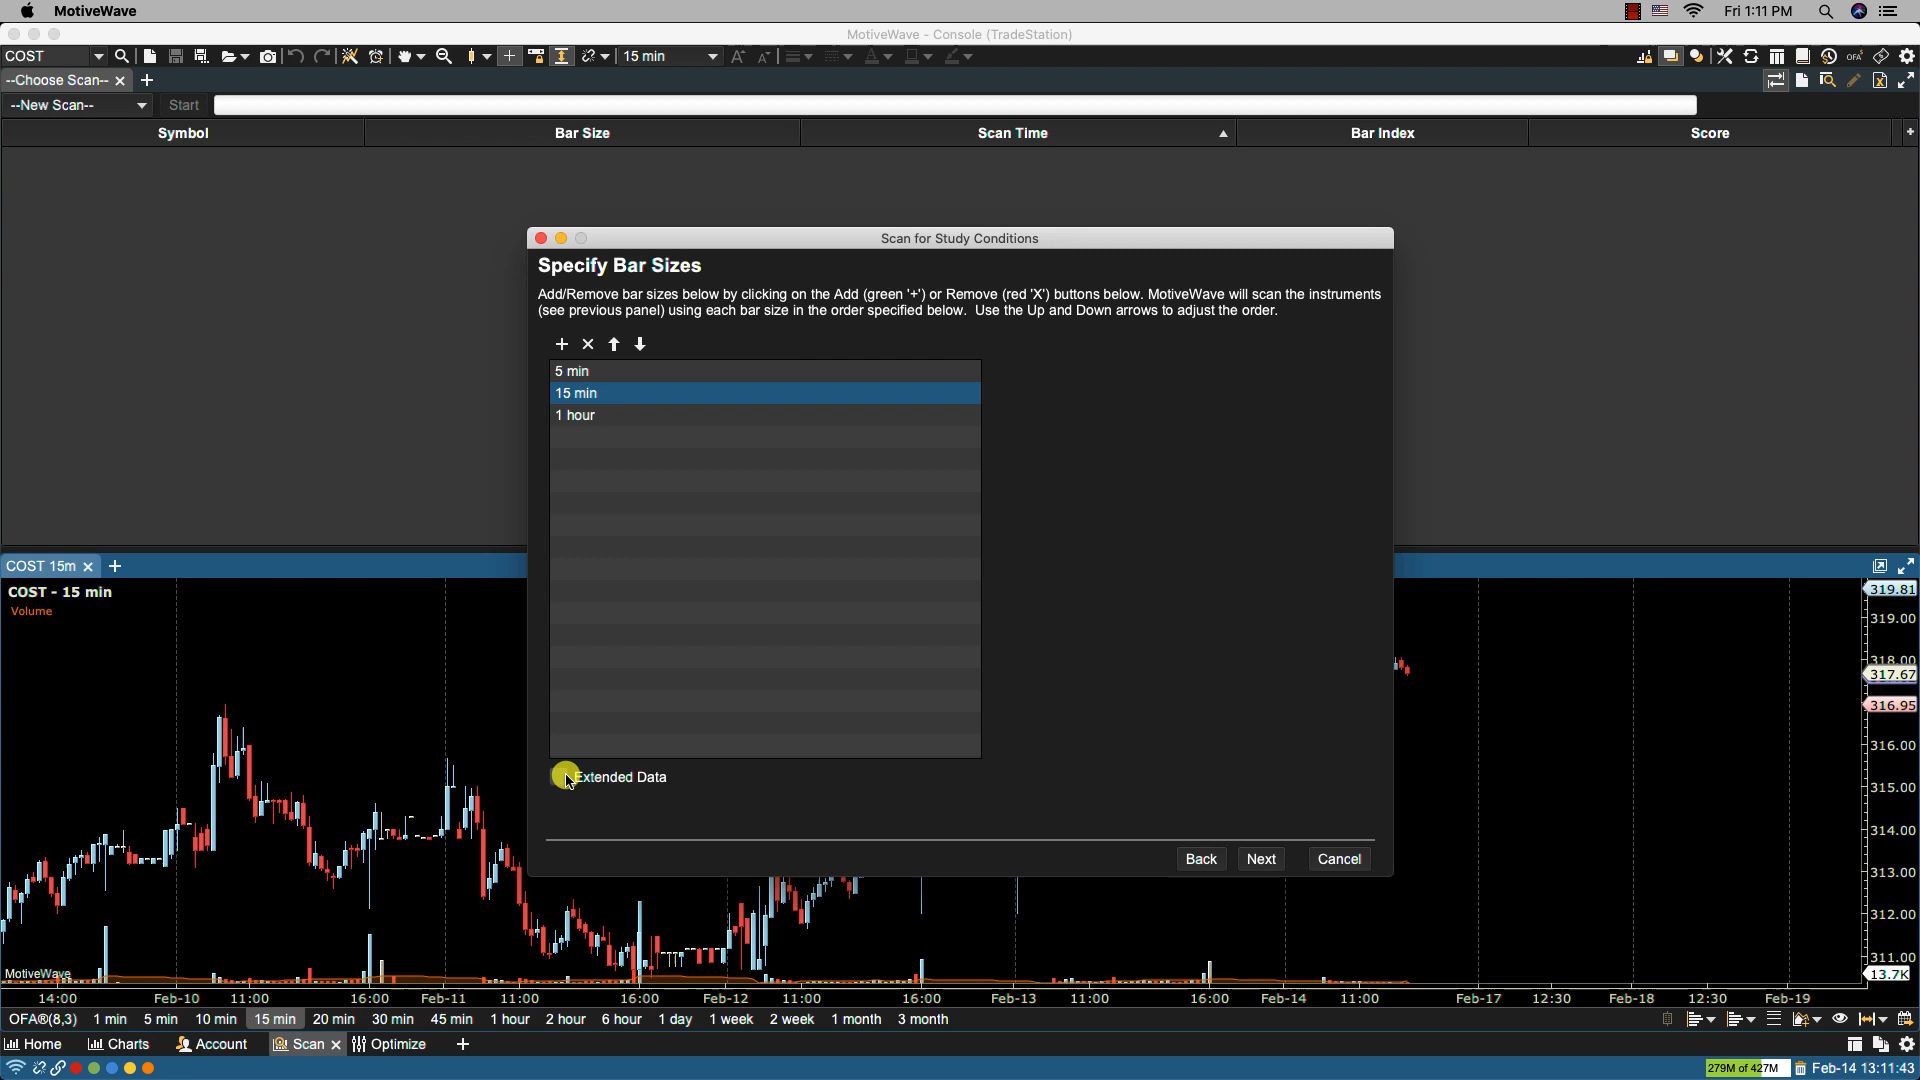 MotiveWave
Fri 1:11 PM
MotiveWave - Console (TradeStation)
COST
15 min
OFA
--Choose Scan--
--New Scan--
Start
Symbol
Bar Size
Scan Time
Bar Index
Score
Scan for Study Conditions
Specify Bar Sizes
Add/Remove bar sizes below by clicking on the Add (green '+') or Remove (red 'X') buttons below. MotiveWave will scan the instruments
(see previous panel) using each bar size in the order specified below. Use the Up and Down arrows to adjust the order.
5 min
15 min
1 hour
Extended Data
Back
Next
Cancel
COST 15m
COST - 15 min
Volume
319.81
319.00
318.00
317.67
316.95
316.00
315.00
314.00
313.00
312.00
311.00
13.7K
MotiveWave
14:00 Feb-10 11:00 16:00 Feb-11 11:00 16:00 Feb-12 11:00 16:00 Feb-13 11:00 16:00 Feb-14 11:00 Feb-17 12:30 Feb-18 12:30 Feb-19
OFA®(8,3) 1 min 5 min 10 min 15 min 20 min 30 min 45 min 1 hour 2 hour 6 hour 1 day 1 week 2 week 1 month 3 month
Home Charts Account Scan Optimize
279M of 427M
Feb-14 13:11:43